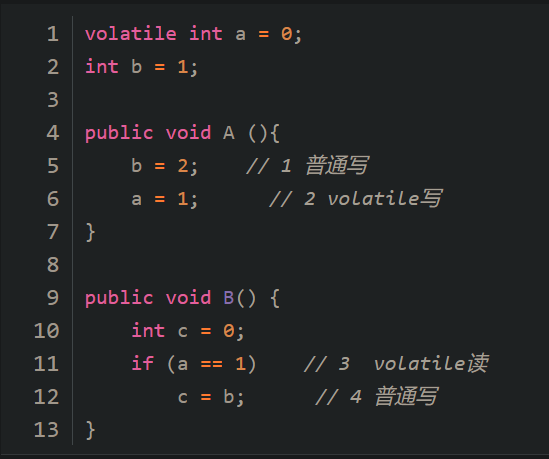 1 volatile int a = 0;
2 int b = 1;
3
4 public void A (){
5     b = 2;    // 1 普通写
6     a = 1;      // 2 volatile写
7 }
8
9 public void B() {
10     int c = 0;
11     if (a == 1)    // 3  volatile读
12         c = b;      // 4 普通写
13 }